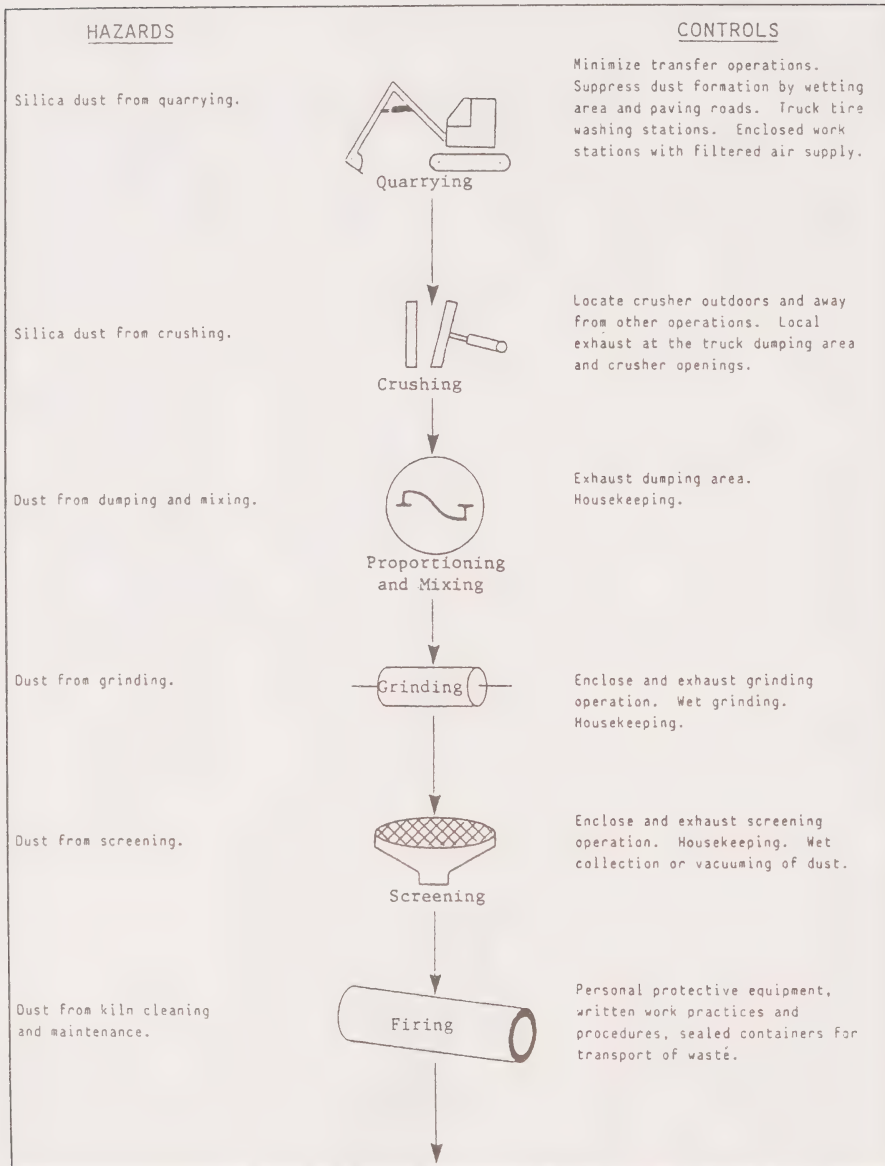 HAZARDS
CONTROLS
Silica dust from quarrying.
Quarrying
Minimize transfer operations.
Suppress dust formation by wetting
area and paving roads. Truck tire
washing stations. Enclosed work
stations with filtered air supply.
Silica dust from crushing.
Crushing
Locate crusher outdoors and away
from other operations. Local
exhaust at the truck dumping area
and crusher openings.
Dust from dumping and mixing.
Proportioning
and Mixing
Exhaust dumping area.
Housekeeping.
Dust from grinding.
Grinding
Enclose and exhaust grinding
operation. Wet grinding.
Housekeeping.
Dust from screening.
Screening
Enclose and exhaust screening
operation. Housekeeping. Wet
collection or vacuuming of dust.
Dust from kiln cleaning
and maintenance.
Firing
Personal protective equipment,
written work practices and
procedures, sealed containers for
transport of waste.